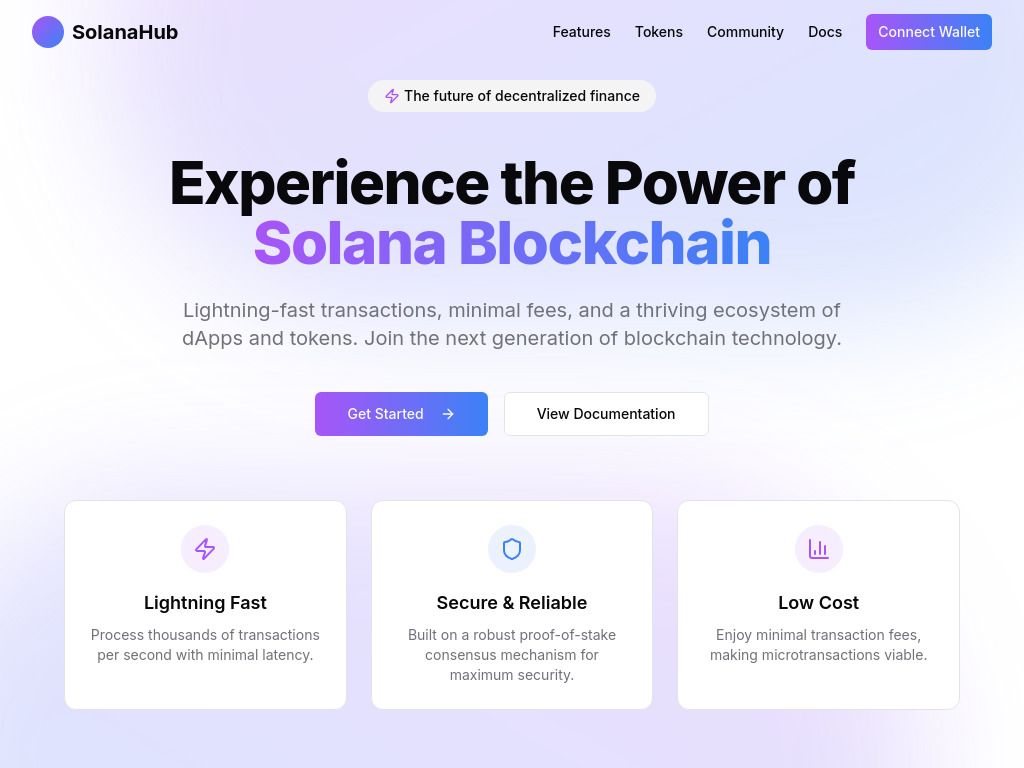 SolanaHub
Features
Tokens
Community
Docs
Connect Wallet
The future of decentralized finance
Experience the Power of
Solana Blockchain
Lightning-fast transactions, minimal fees, and a thriving ecosystem of
dApps and tokens. Join the next generation of blockchain technology.
Get Started
View Documentation
Lightning Fast
Process thousands of transactions
per second with minimal latency.
Secure & Reliable
Built on a robust proof-of-stake
consensus mechanism for
maximum security.
Low Cost
Enjoy minimal transaction fees,
making microtransactions viable.